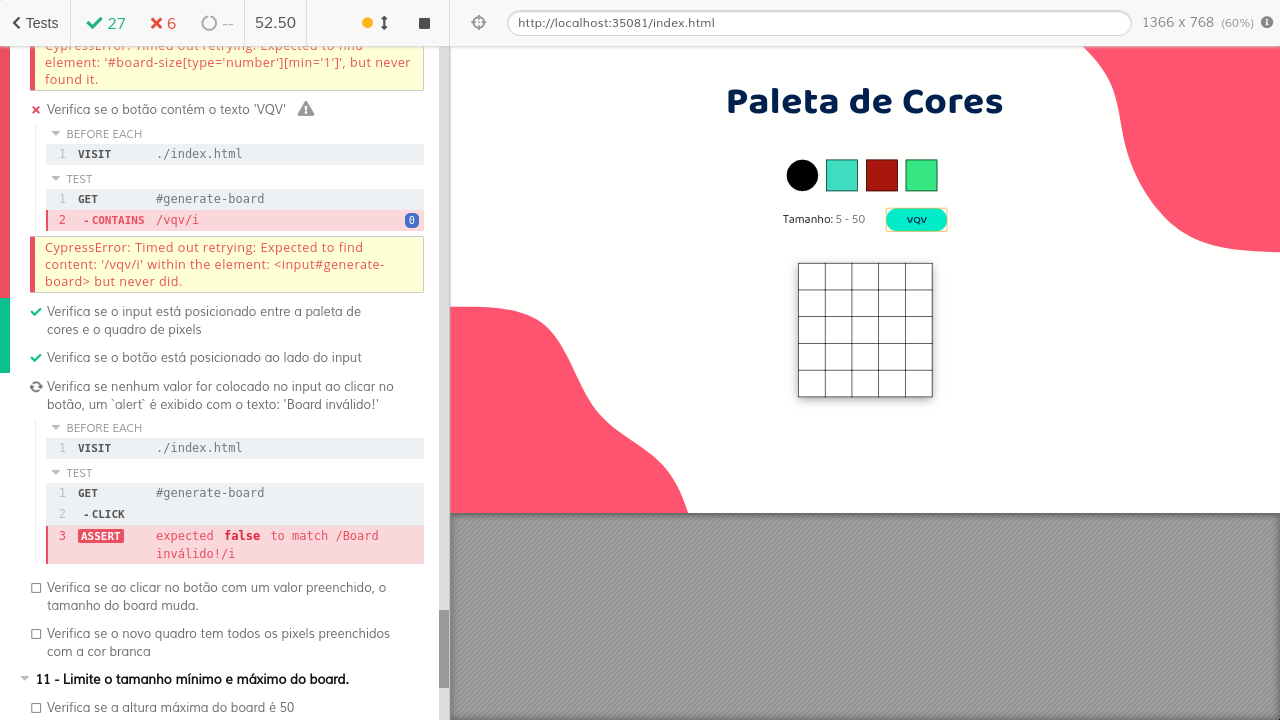 Tests
27
6
--
52.50
http://localhost:35081/index.html
1366 x 768 (60%)
CypressError: Timed out retrying: Expected to find
element: '#board-size[type='number'][min='1']', but never
found it.
Verifica se o botão contém o texto 'VQV'
BEFORE EACH
1 VISIT ./index.html
TEST
1 GET #generate-board
2 -CONTAINS /vqv/i 0
CypressError: Timed out retrying: Expected to find
content: '/vqv/i' within the element: <input#generate-
board> but never did.
Verifica se o input está posicionado entre a paleta de
cores e o quadro de pixels
Verifica se o botão está posicionado ao lado do input
Verifica se nenhum valor for colocado no input ao clicar no
botão, um `alert` é exibido com o texto: 'Board inválido!'
BEFORE EACH
1 VISIT ./index.html
TEST
1 GET #generate-board
2 -CLICK
3 ASSERT expected false to match /Board
inválido!/i
Verifica se ao clicar no botão com um valor preenchido, o
tamanho do board muda.
Verifica se o novo quadro tem todos os pixels preenchidos
com a cor branca
11 - Limite o tamanho mínimo e máximo do board.
Verifica se a altura máxima do board é 50
Paleta de Cores
Tamanho: 5 - 50
VQV